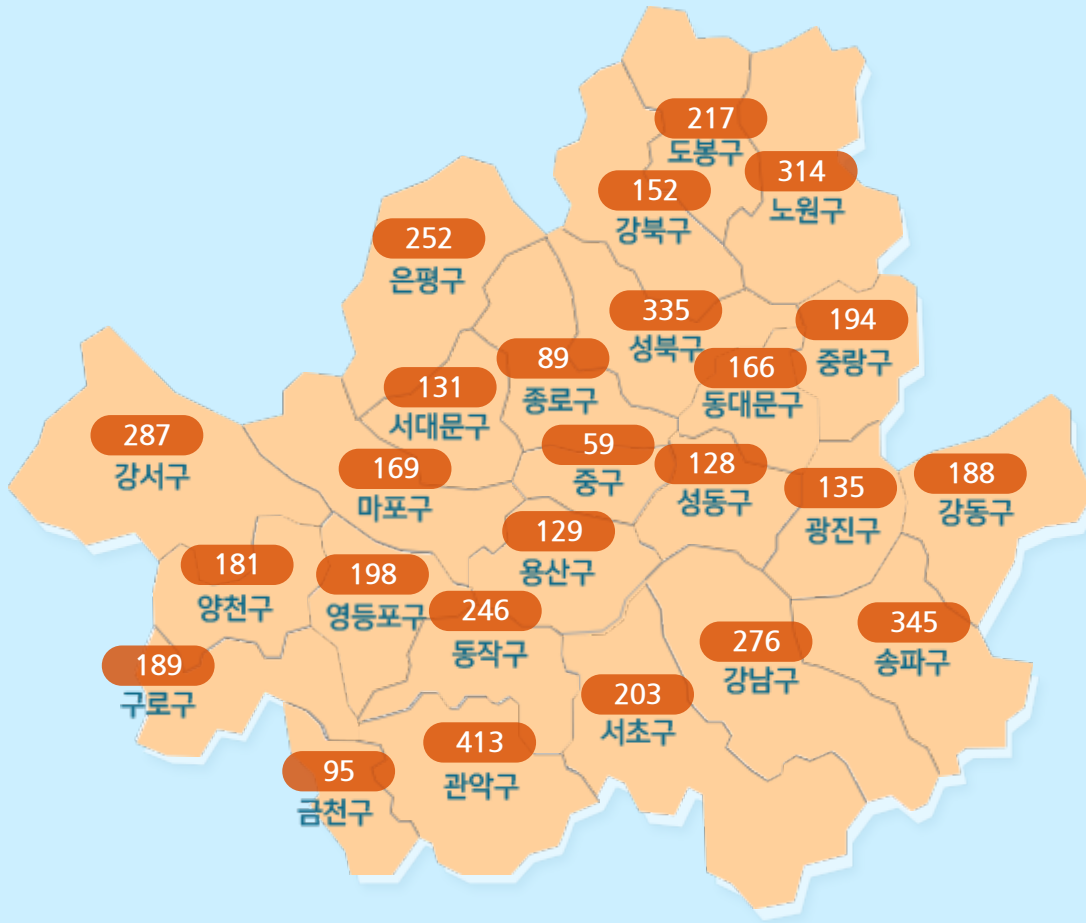 217
도봉구
314
노원구
152
강북구
252
은평구
335
성북구
194
중랑구
89
종로구
166
동대문구
131
서대문구
287
강서구
59
중구
128
성동구
169
마포구
188
강동구
135
광진구
129
용산구
181
양천구
198
영등포구
246
동작구
345
송파구
276
강남구
189
구로구
203
서초구
413
관악구
95
금천구